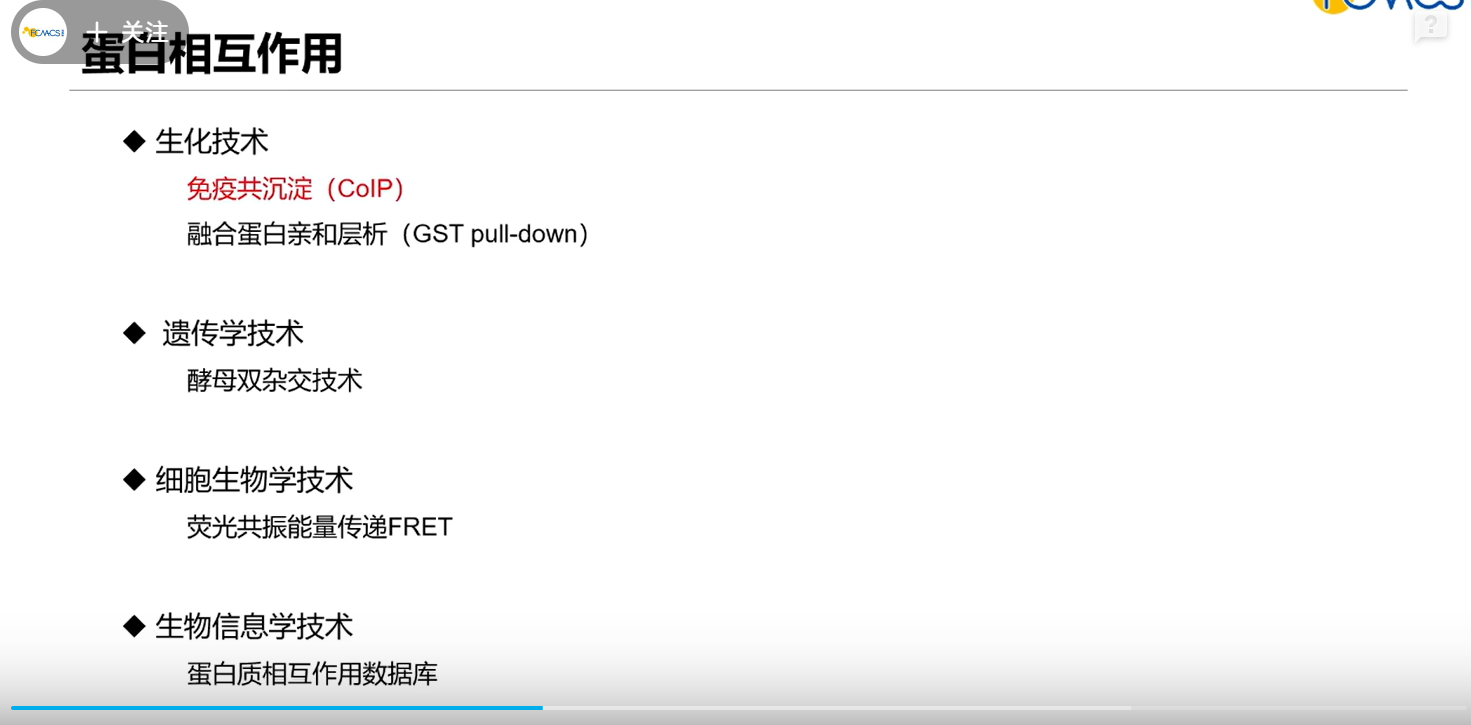 + 关注
蛋白相互作用
?
◆ 生化技术
免疫共沉淀（CoIP）
融合蛋白亲和层析（GST pull-down）
◆ 遗传学技术
酵母双杂交技术
◆ 细胞生物学技术
荧光共振能量传递FRET
◆ 生物信息学技术
蛋白质相互作用数据库